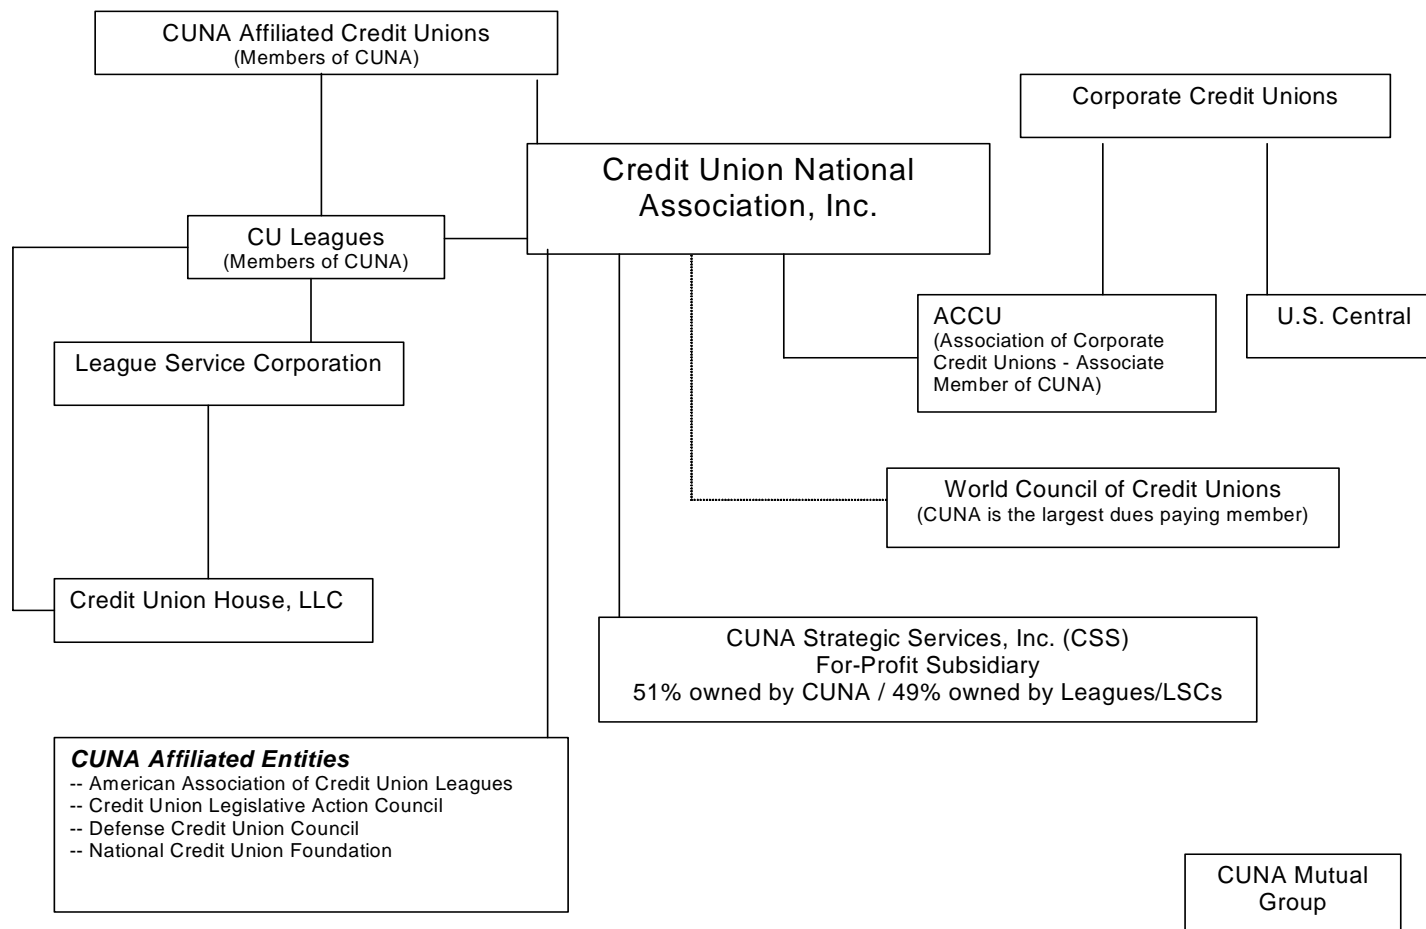 CUNA Affiliated Credit Unions
(Members of CUNA)
Corporate Credit Unions
Credit Union National
Association, Inc.
CU Leagues
(Members of CUNA)
ACCU
(Association of Corporate
Credit Unions - Associate
Member of CUNA)
U.S. Central
League Service Corporation
World Council of Credit Unions
(CUNA is the largest dues paying member)
Credit Union House, LLC
CUNA Strategic Services, Inc. (CSS)
For-Profit Subsidiary
51% owned by CUNA / 49% owned by Leagues/LSCs
CUNA Affiliated Entities
-- American Association of Credit Union Leagues
-- Credit Union Legislative Action Council
-- Defense Credit Union Council
-- National Credit Union Foundation
CUNA Mutual
Group